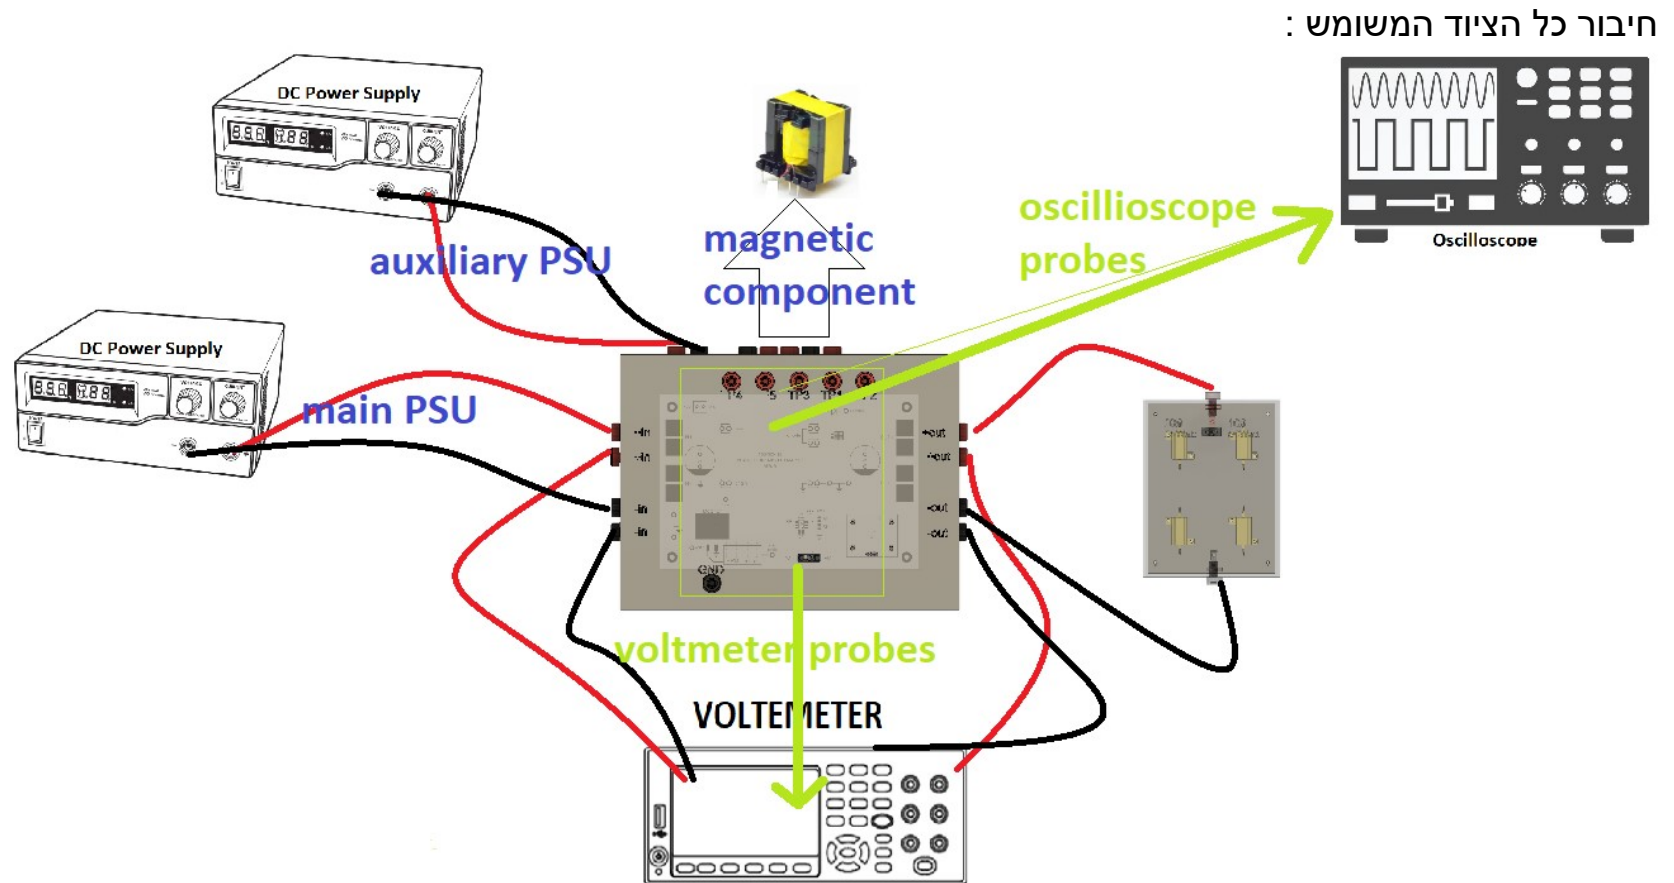 חיבור כל הציוד המשומש :
DC Power Supply
auxiliary PSU
magnetic
component
oscillioscope
probes
Oscilloscope
DC Power Supply
main PSU
TP3
+in
+in
-in
-in
+out
+out
-out
-out
GND
voltmeter probes
VOLTEMETER